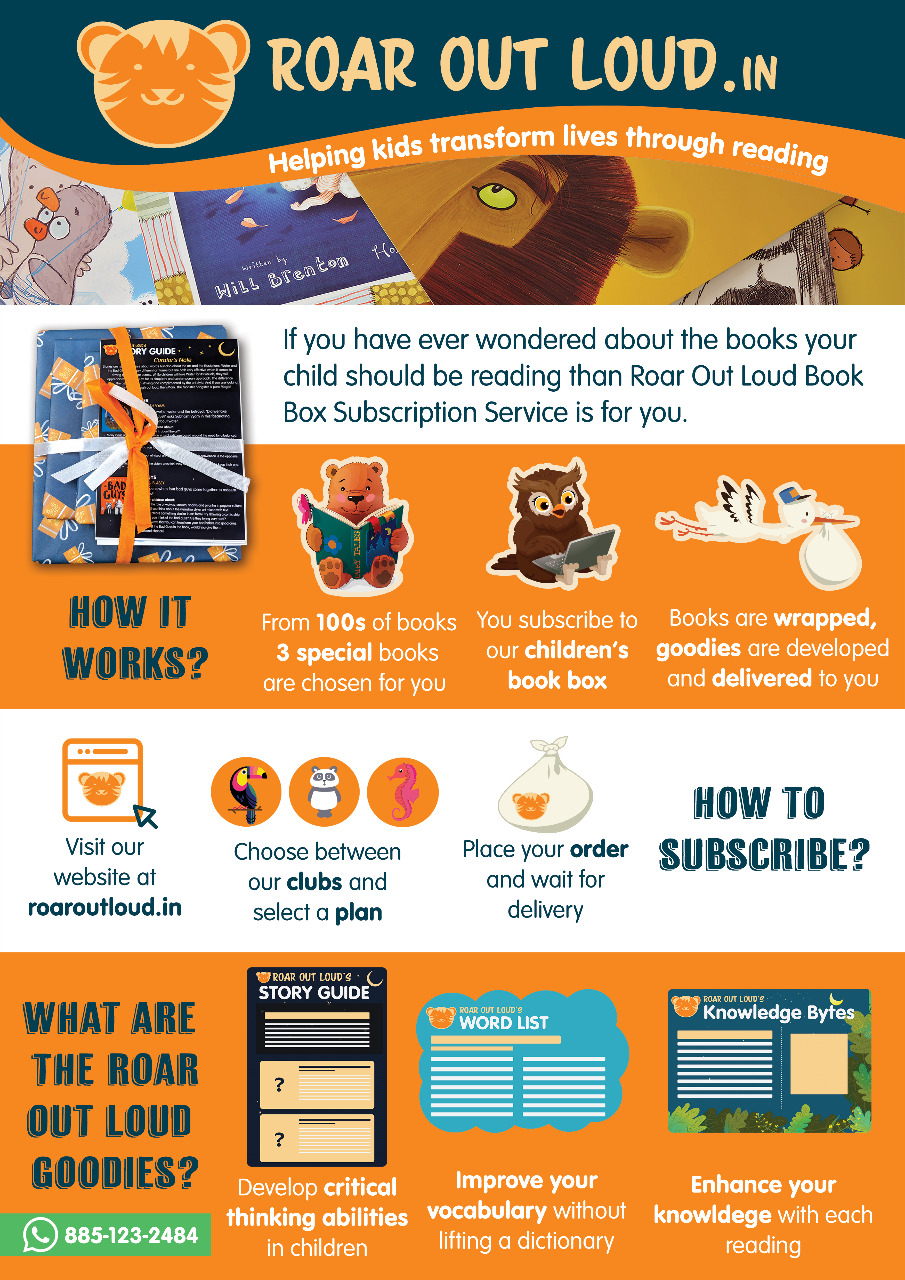 ROAR OUT LOUD.IN
Helping kids transform lives through reading
written by
Will Brenton
If you have ever wondered about the books your
child should be reading than Roar Out Loud Book
Box Subscription Service is for you.
STORY GUIDE
Curator's Note
BAD
GUYS
HOW IT
WORKS?
FAIRY TALES
From 100s of books
3 special books
are chosen for you
You subscribe to
our children's
book box
Books are wrapped,
goodies are developed
and delivered to you
Visit our
website at
roaroutloud.in
Choose between
our clubs and
select a plan
Place your order
and wait for
delivery
HOW TO
SUBSCRIBE?
WHAT ARE
THE ROAR
OUT LOUD
GOODIES?
ROAR OUT LOUD'S
STORY GUIDE
?
?
Develop critical
thinking abilities
in children
ROAR OUT LOUD'S
WORD LIST
Improve your
vocabulary without
lifting a dictionary
ROAR OUT LOUD'S
Knowledge Bytes
Enhance your
knowldege with each
reading
885-123-2484